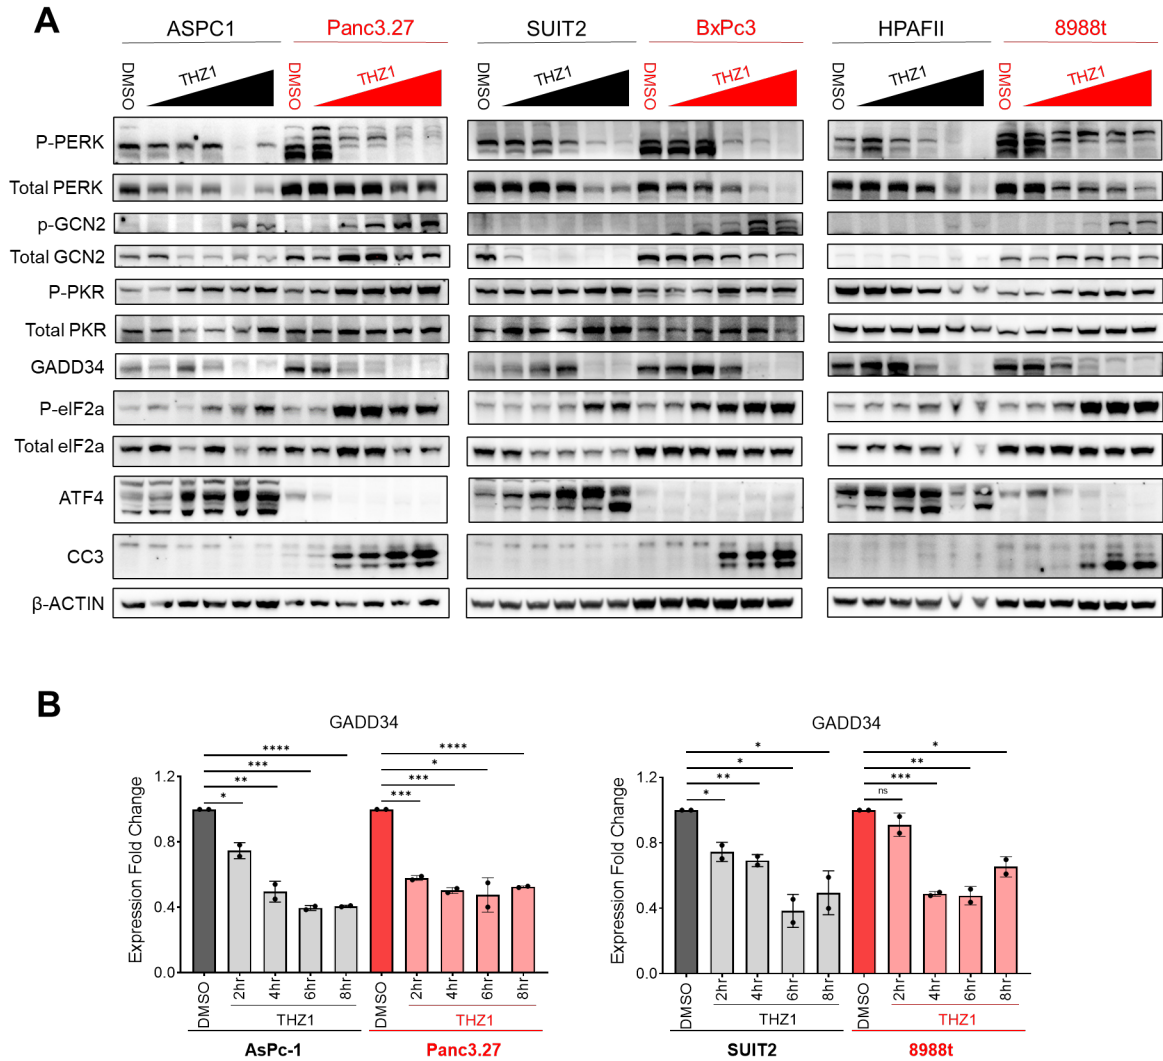 A
ASPC1 Panc3.27 SUIT2 BxPc3 HPAFII 8988t
DMSO THZ1 DMSO THZ1 DMSO THZ1 DMSO THZ1 DMSO THZ1 DMSO THZ1
P-PERK
Total PERK
p-GCN2
Total GCN2
P-PKR
Total PKR
GADD34
P-eIF2a
Total eIF2a
ATF4
CC3
β-ACTIN
B
GADD34
Expression Fold Change
1.2
0.8
0.4
0.0
****
***
**
*
****
*
***
***
DMSO 2hr 4hr 6hr 8hr DMSO 2hr 4hr 6hr 8hr
THZ1 THZ1
AsPc-1 Panc3.27
GADD34
Expression Fold Change
1.2
0.8
0.4
0.0
*
*
**
*
*
**
***
ns
DMSO 2hr 4hr 6hr 8hr DMSO 2hr 4hr 6hr 8hr
THZ1 THZ1
SUIT2 8988t